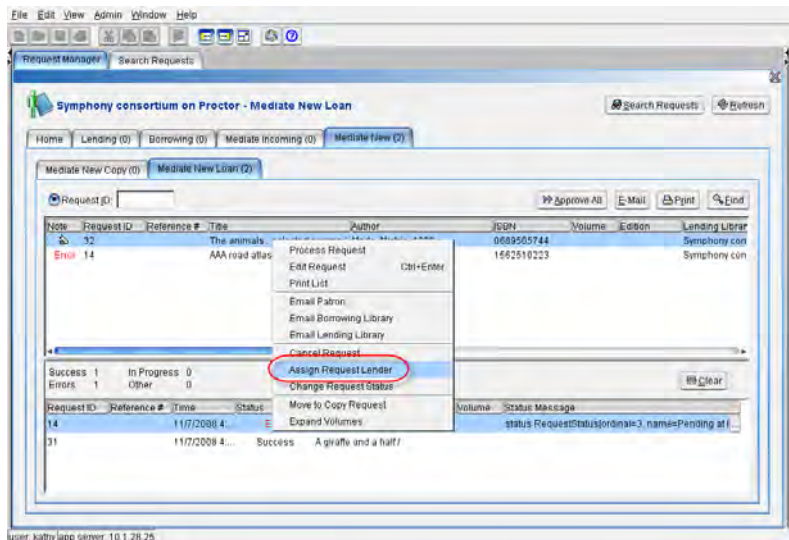 File Edit View Admin Window Help
Request Manager Search Requests
Symphony consortium on Proctor - Mediate New Loan Search Requests Refresh
Home Lending (0) Borrowing (0) Mediate Incoming (0) Mediate New (2)
Mediate New Copy (0) Mediate New Loan (2)
Request ID: Approve All E-Mail Print Find
Note Request ID Reference # Title Author ISBN Volume Edition Lending Librar
32 The animals 0689505744 Symphony con
Error 14 AAA road atlas 1562510223 Symphony con
Process Request
Edit Request Ctrl+Enter
Print List
Email Patron
Email Borrowing Library
Email Lending Library
Cancel Request
Assign Request Lender
Change Request Status
Move to Copy Request
Expand Volumes
Success 1 In Progress 0
Errors 1 Other 0 Clear
Request ID Reference # Time Status Volume Status Message
14 11/7/2008 4:... E status RequestStatus[ordinal=3, name=Pending at l...
31 11/7/2008 4:... Success A giraffe and a half /
user: kathy app server: 10.1.28.25